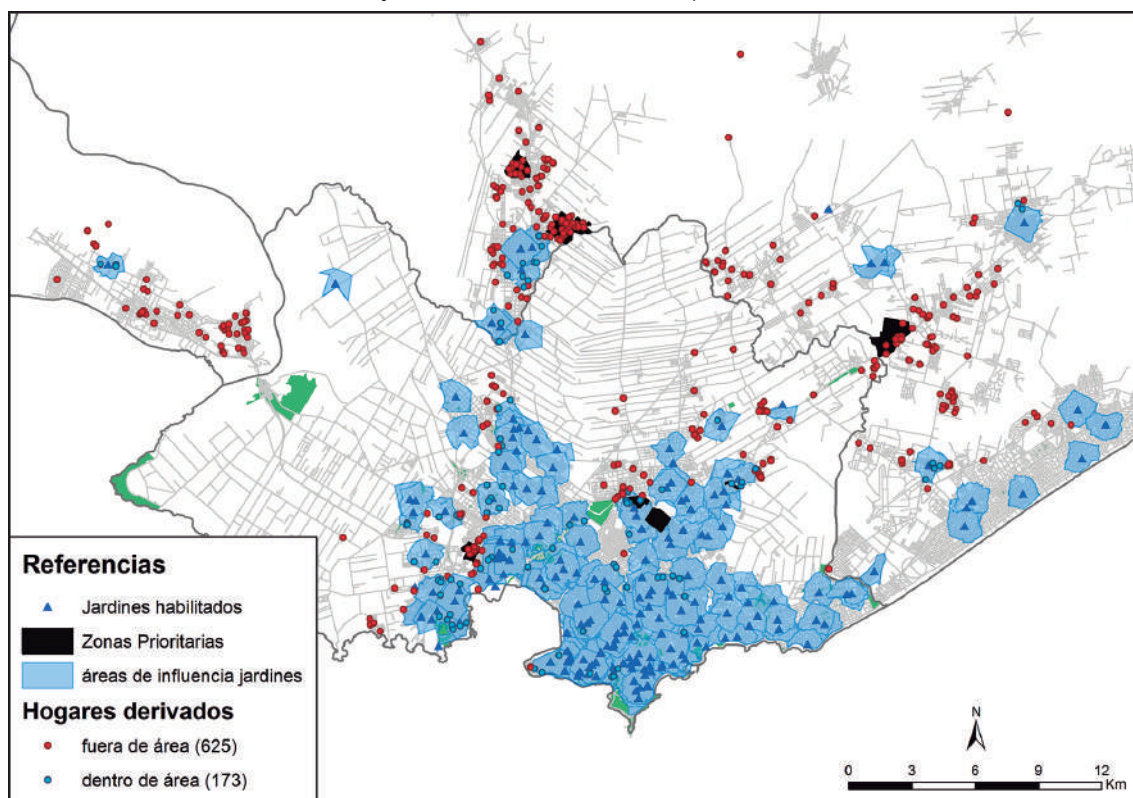 Referencias
Jardines habilitados
Zonas Prioritarias
áreas de influencia jardines
Hogares derivados
fuera de área (625)
dentro de área (173)
N
0 3 6 9 12
Km